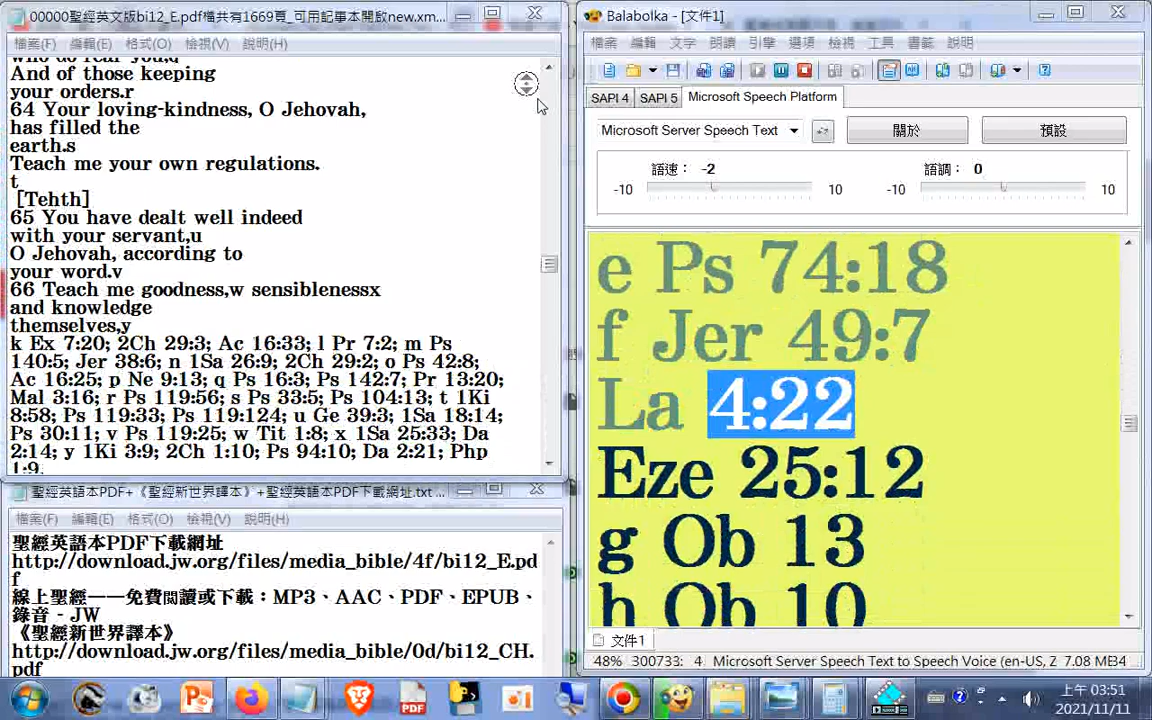 00000聖經英文版bi12_E.pdf檔共有1669頁_可用記事本開啟new.xm...
檔案(F) 編輯(E) 格式(O) 檢視(V) 說明(H)
who do fear you,q
And of those keeping
your orders.r
64 Your loving-kindness, O Jehovah,
has filled the
earth.s
Teach me your own regulations.
t
[Tehth]
65 You have dealt well indeed
with your servant,u
O Jehovah, according to
your word.v
66 Teach me goodness,w sensiblenessx
and knowledge
themselves,y
k Ex 7:20; 2Ch 29:3; Ac 16:33; l Pr 7:2; m Ps
140:5; Jer 38:6; n 1Sa 26:9; 2Ch 29:2; o Ps 42:8;
Ac 16:25; p Ne 9:13; q Ps 16:3; Ps 142:7; Pr 13:20;
Mal 3:16; r Ps 119:56; s Ps 33:5; Ps 104:13; t 1Ki
8:58; Ps 119:33; Ps 119:124; u Ge 39:3; 1Sa 18:14;
Ps 30:11; v Ps 119:25; w Tit 1:8; x 1Sa 25:33; Da
2:14; y 1Ki 3:9; 2Ch 1:10; Ps 94:10; Da 2:21; Php
1:9.
聖經英語本PDF+《聖經新世界譯本》+聖經英語本PDF下載網址.txt ...
檔案(F) 編輯(E) 格式(O) 檢視(V) 說明(H)
聖經英語本PDF下載網址
http://download.jw.org/files/media_bible/4f/bi12_E.pd
f
線上聖經——免費閱讀或下載：MP3、AAC、PDF、EPUB、
錄音 - JW
《聖經新世界譯本》
http://download.jw.org/files/media_bible/0d/bi12_CH.
pdf
Balabolka - [文件1]
檔案 編輯 文字 朗讀 引擎 選項 檢視 工具 書籤 說明
SAPI 4 SAPI 5 Microsoft Speech Platform
Microsoft Server Speech Text 關於 預設
語速： -2 語調： 0
-10 10 -10 10
e Ps 74:18
f Jer 49:7
La 4:22
Eze 25:12
g Ob 13
h Ob 10
文件1
48% 300733: 4 Microsoft Server Speech Text to Speech Voice (en-US, Z 7.08 MB34
上午 03:51
2021/11/11